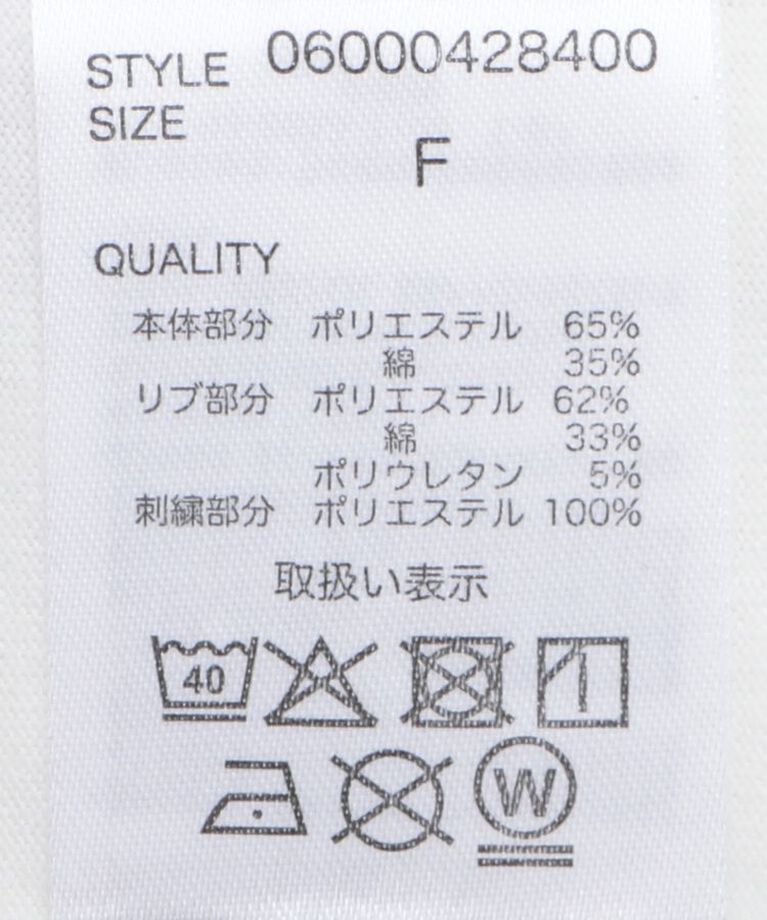 STYLE 06000428400
SIZE
F
QUALITY
本体部分 ポリエステル 65%
綿 35%
リブ部分 ポリエステル 62%
綿 33%
ポリウレタン 5%
刺繍部分 ポリエステル 100%
取扱い表示
40
W